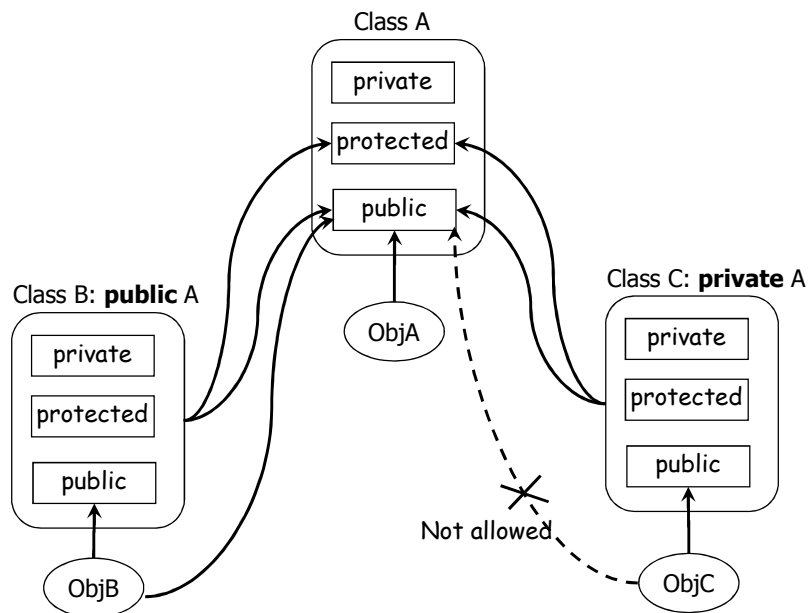 Class A
private
protected
public
ObjA
Class B: public A
private
protected
public
ObjB
Class C: private A
private
protected
public
Not allowed
ObjC